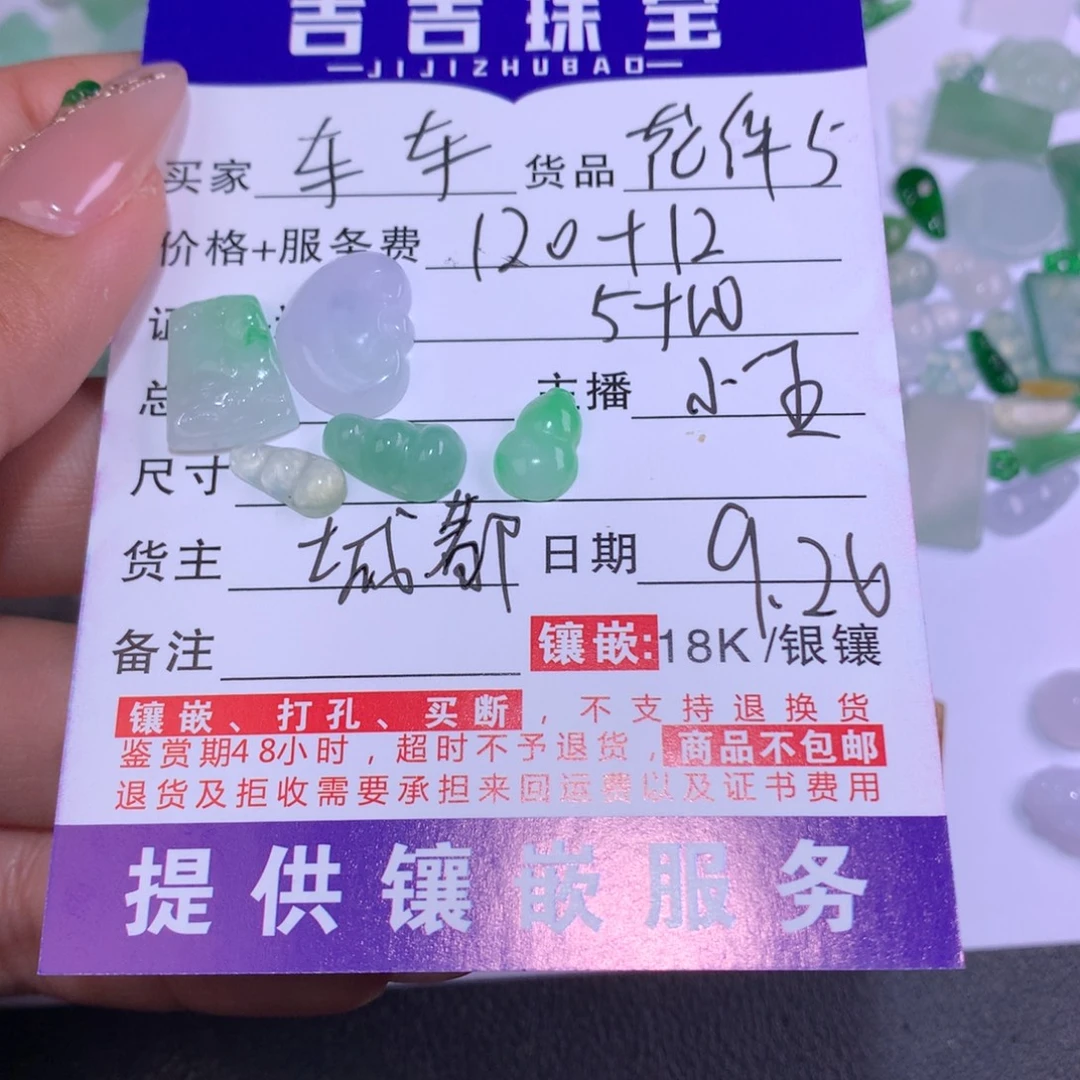 吉吉珠宝
JIJIZHUBAO
买家 车车 货品 花件5
价格+服务费 120+12
证 5+10
总 主播 小玉
尺寸
货主 城都 日期 9.26
备注 镶嵌:18K/银镶
镶嵌、打孔、买断，不支持退换货
鉴赏期48小时，超时不予退货，商品不包邮
退货及拒收需要承担来回运费以及证书费用
提供镶嵌服务